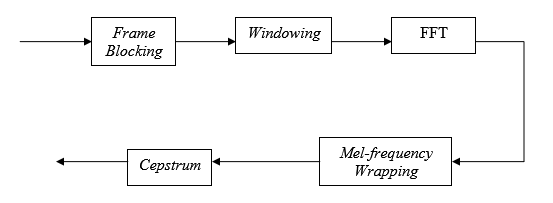 Frame
Blocking
Windowing
FFT
Mel-frequency
Wrapping
Cepstrum